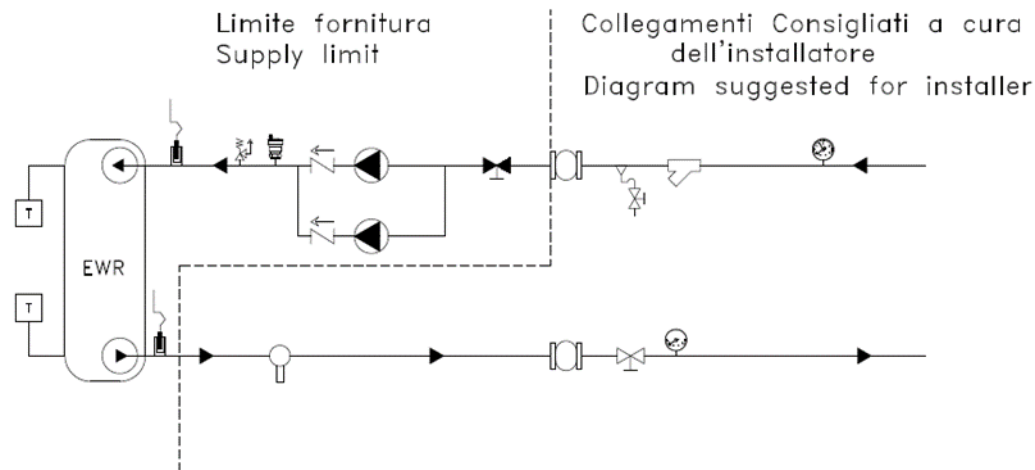 Limite fornitura
Supply limit
Collegamenti Consigliati a cura
dell'installatore
Diagram suggested for installer
T
EWR
T